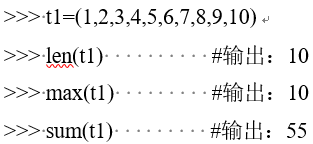 >>> t1=(1,2,3,4,5,6,7,8,9,10)
>>> len(t1) #输出：10
>>> max(t1) #输出：10
>>> sum(t1) #输出：55